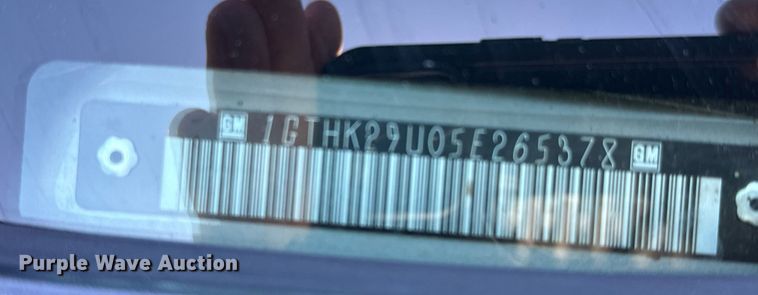 GM 1GTHK29U05E265378 GM
Purple Wave Auction